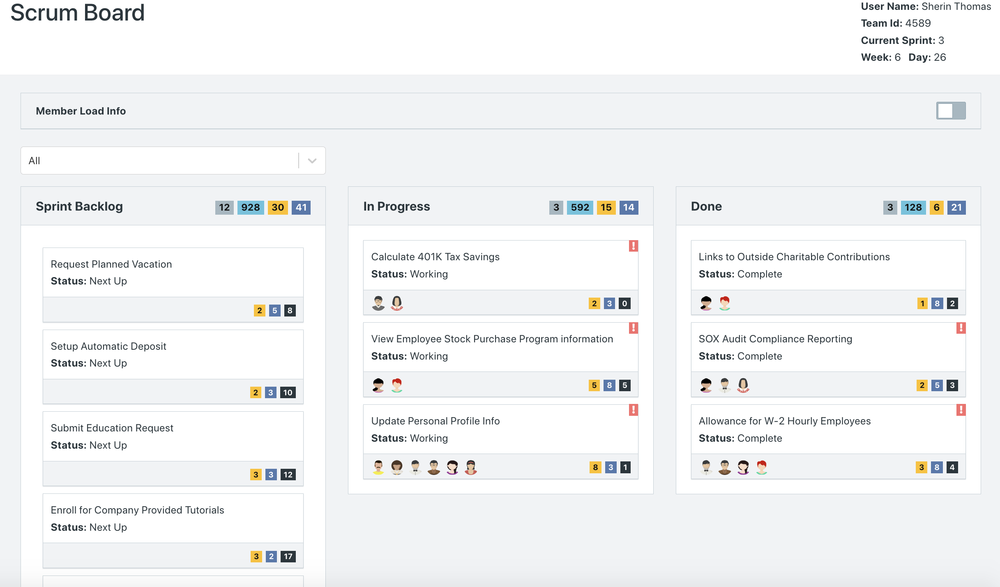 Scrum Board
User Name: Sherin Thomas
Team Id: 4589
Current Sprint: 3
Week: 6 Day: 26
Member Load Info
All
Sprint Backlog 12 928 30 41
Request Planned Vacation
Status: Next Up
2 5 8
Setup Automatic Deposit
Status: Next Up
2 3 10
Submit Education Request
Status: Next Up
3 3 12
Enroll for Company Provided Tutorials
Status: Next Up
3 2 17
In Progress 3 592 15 14
!
Calculate 401K Tax Savings
Status: Working
2 3 0
!
View Employee Stock Purchase Program information
Status: Working
5 8 5
!
Update Personal Profile Info
Status: Working
8 3 1
Done 3 128 6 21
Links to Outside Charitable Contributions
Status: Complete
1 8 2
!
SOX Audit Compliance Reporting
Status: Complete
2 5 3
!
Allowance for W-2 Hourly Employees
Status: Complete
3 8 4